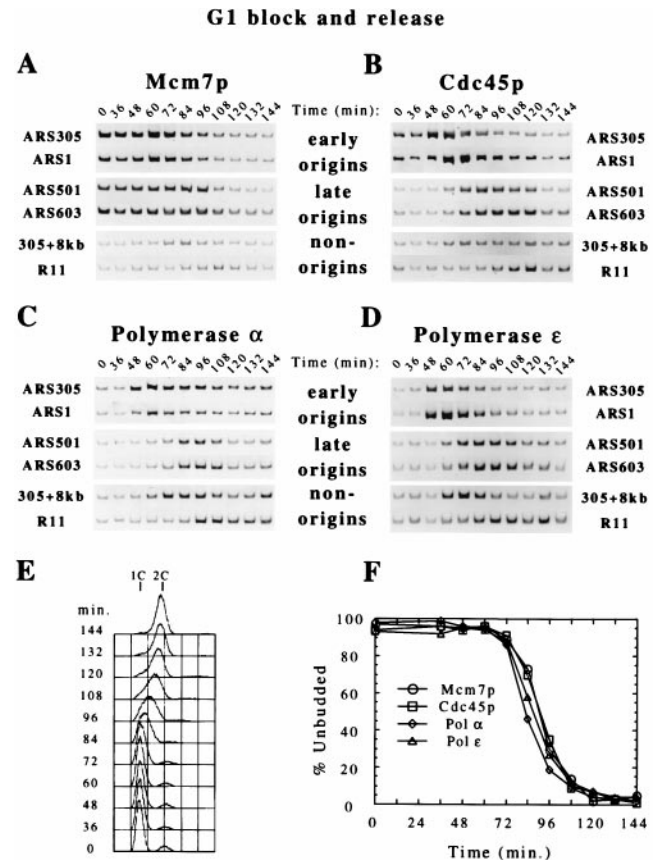 G1 block and release
A
Mcm7p
0 36 48 60 72 84 96 108 120 132 144
ARS305
ARS1
ARS501
ARS603
305+8kb
R11
Time (min):
early
origins
late
origins
non-
origins
B
Cdc45p
0 36 48 60 72 84 96 108 120 132 144
ARS305
ARS1
ARS501
ARS603
305+8kb
R11
C
Polymerase α
0 36 48 60 72 84 96 108 120 132 144
ARS305
ARS1
ARS501
ARS603
305+8kb
R11
Time (min):
early
origins
late
origins
non-
origins
D
Polymerase ε
0 36 48 60 72 84 96 108 120 132 144
ARS305
ARS1
ARS501
ARS603
305+8kb
R11
E
1C 2C
min.
144
132
120
108
96
84
72
60
48
36
0
F
% Unbudded
100
80
60
40
20
0
Mcm7p
Cdc45p
Pol α
Pol ε
0 24 48 72 96 120 144
Time (min.)